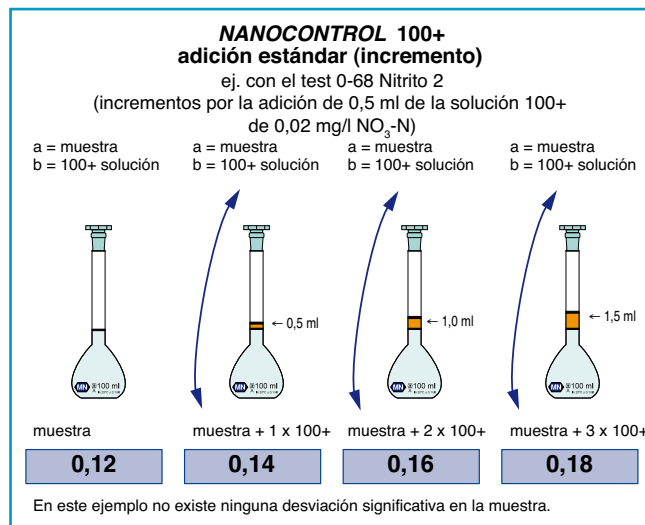 NANOCONTROL 100+
adición estándar (incremento)
ej. con el test 0-68 Nitrito 2
(incrementos por la adición de 0,5 ml de la solución 100+
de 0,02 mg/l NO₃-N)
a = muestra
b = 100+ solución
a = muestra
b = 100+ solución
a = muestra
b = 100+ solución
a = muestra
b = 100+ solución
← 0,5 ml
← 1,0 ml
← 1,5 ml
MN 100 ml
MN 100 ml
MN 100 ml
MN 100 ml
muestra
muestra + 1 x 100+
muestra + 2 x 100+
muestra + 3 x 100+
0,12
0,14
0,16
0,18
En este ejemplo no existe ninguna desviación significativa en la muestra.